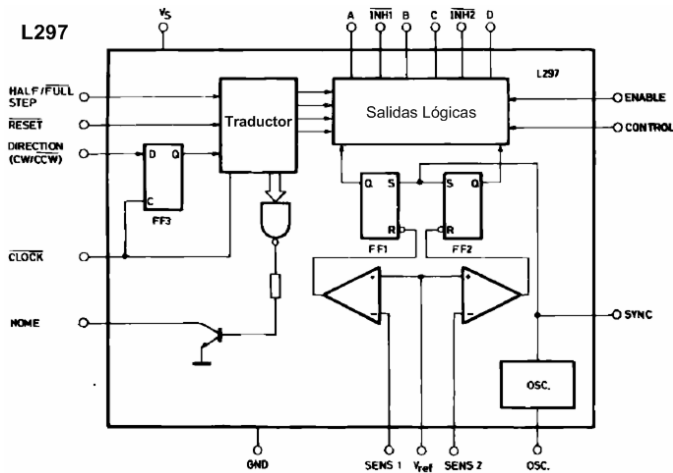 L297
Vs
A INH1 B C INH2 D
L297
HALF/FULL
STEP
RESET
DIRECTION
(CW/CCW)
CLOCK
HOME
Traductor
Salidas Lógicas
ENABLE
CONTROL
D Q
C
FF3
Q S
R
FF1
S Q
R
FF2
+
-
+
-
SYNC
OSC.
GND
SENS 1
Vref
SENS 2
OSC.